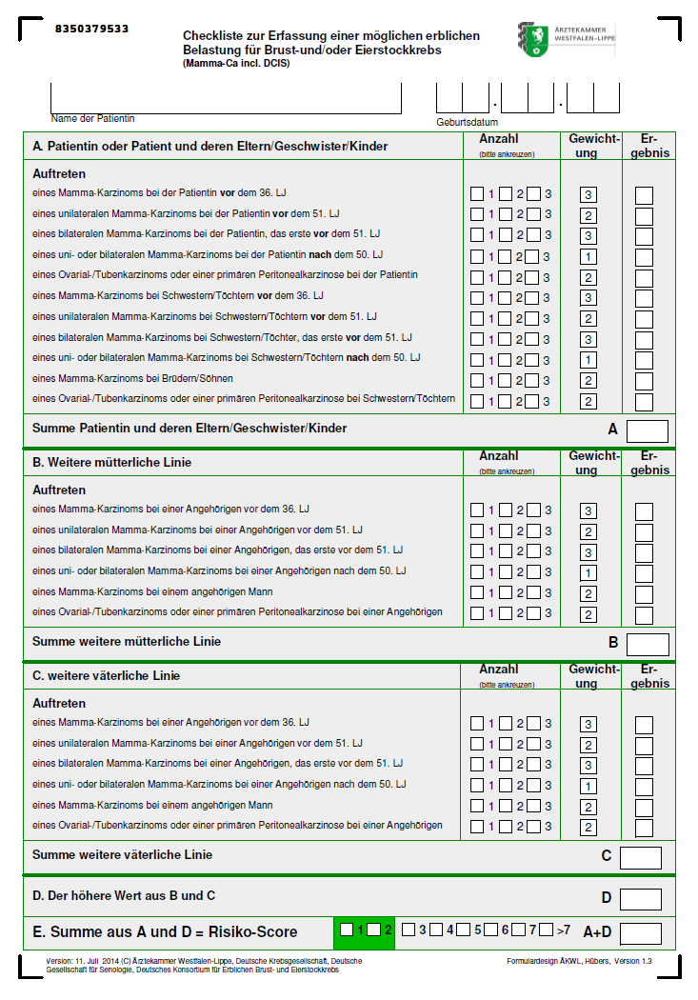 8350379533
Checkliste zur Erfassung einer möglichen erblichen
Belastung für Brust-und/oder Eierstockkrebs
(Mamma-Ca incl. DCIS)
ÄRZTEKAMMER
WESTFALEN-LIPPE
. .
Name der Patientin
Geburtsdatum
A. Patientin oder Patient und deren Eltern/Geschwister/Kinder Anzahl (bitte ankreuzen) Gewicht-ung Er-gebnis
Auftreten
eines Mamma-Karzinoms bei der Patientin vor dem 36. LJ 1 2 3 3
eines unilateralen Mamma-Karzinoms bei der Patientin vor dem 51. LJ 1 2 3 2
eines bilateralen Mamma-Karzinoms bei der Patientin, das erste vor dem 51. LJ 1 2 3 3
eines uni- oder bilateralen Mamma-Karzinoms bei der Patientin nach dem 50. LJ 1 2 3 1
eines Ovarial-/Tubenkarzinoms oder einer primären Peritonealkarzinose bei der Patientin 1 2 3 2
eines Mamma-Karzinoms bei Schwestern/Töchtern vor dem 36. LJ 1 2 3 3
eines unilateralen Mamma-Karzinoms bei Schwestern/Töchtern vor dem 51. LJ 1 2 3 2
eines bilateralen Mamma-Karzinoms bei Schwestern/Töchter, das erste vor dem 51. LJ 1 2 3 3
eines uni- oder bilateralen Mamma-Karzinoms bei Schwestern/Töchtern nach dem 50. LJ 1 2 3 1
eines Mamma-Karzinoms bei Brüdern/Söhnen 1 2 3 2
eines Ovarial-/Tubenkarzinoms oder einer primären Peritonealkarzinose bei Schwestern/Töchtern 1 2 3 2
Summe Patientin und deren Eltern/Geschwister/Kinder A
B. Weitere mütterliche Linie Anzahl (bitte ankreuzen) Gewicht-ung Er-gebnis
Auftreten
eines Mamma-Karzinoms bei einer Angehörigen vor dem 36. LJ 1 2 3 3
eines unilateralen Mamma-Karzinoms bei einer Angehörigen vor dem 51. LJ 1 2 3 2
eines bilateralen Mamma-Karzinoms bei einer Angehörigen, das erste vor dem 51. LJ 1 2 3 3
eines uni- oder bilateralen Mamma-Karzinoms bei einer Angehörigen nach dem 50. LJ 1 2 3 1
eines Mamma-Karzinoms bei einem angehörigen Mann 1 2 3 2
eines Ovarial-/Tubenkarzinoms oder einer primären Peritonealkarzinose bei einer Angehörigen 1 2 3 2
Summe weitere mütterliche Linie B
C. weitere väterliche Linie Anzahl (bitte ankreuzen) Gewicht-ung Er-gebnis
Auftreten
eines Mamma-Karzinoms bei einer Angehörigen vor dem 36. LJ 1 2 3 3
eines unilateralen Mamma-Karzinoms bei einer Angehörigen vor dem 51. LJ 1 2 3 2
eines bilateralen Mamma-Karzinoms bei einer Angehörigen, das erste vor dem 51. LJ 1 2 3 3
eines uni- oder bilateralen Mamma-Karzinoms bei einer Angehörigen nach dem 50. LJ 1 2 3 1
eines Mamma-Karzinoms bei einem angehörigen Mann 1 2 3 2
eines Ovarial-/Tubenkarzinoms oder einer primären Peritonealkarzinose bei einer Angehörigen 1 2 3 2
Summe weitere väterliche Linie C
D. Der höhere Wert aus B und C D
E. Summe aus A und D = Risiko-Score 1 2 3 4 5 6 7 >7 A+D
Version: 11. Juli 2014 (C) Ärztekammer Westfalen-Lippe, Deutsche Krebsgesellschaft, Deutsche
Gesellschaft für Senologie, Deutsches Konsortium für Erblichen Brust- und Eierstockkrebs
Formulardesign ÄKWL, Hübers, Version 1.3